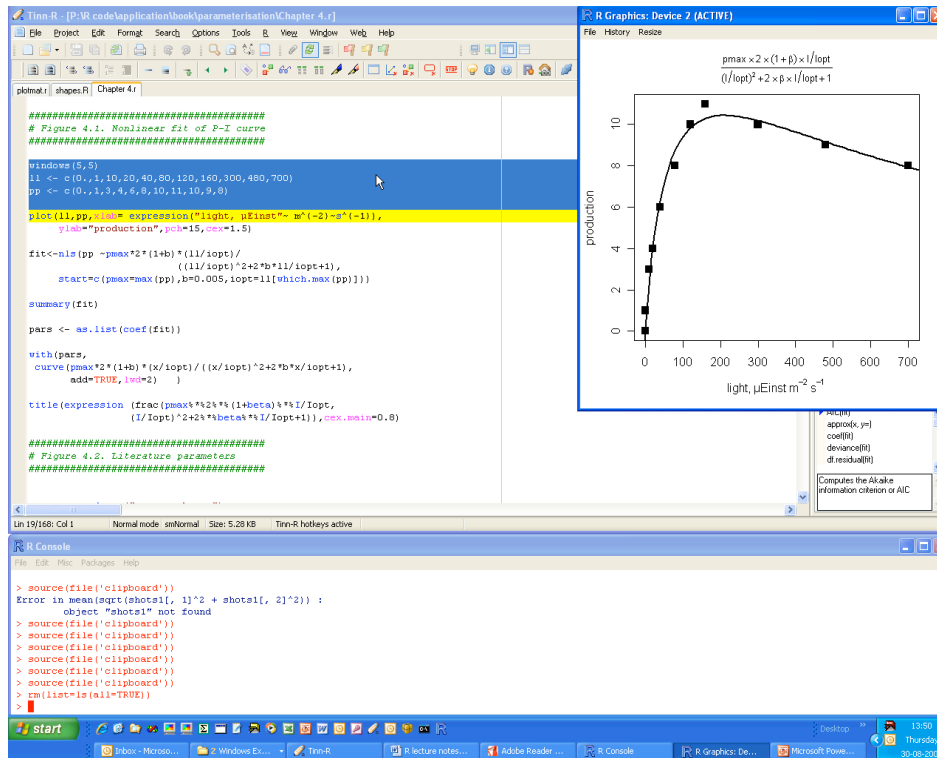 Tinn-R - [P:\R code\application\book\parameterisation\Chapter 4.r]
File Project Edit Format Search Options Tools R View Window Web Help
plotmat.r shapes.R Chapter 4.r
########################################
# Figure 4.1. Nonlinear fit of P-I curve
########################################
windows(5,5)
ll <- c(0.,1,10,20,40,80,120,160,300,480,700)
pp <- c(0.,1,3,4,6,8,10,11,10,9,8)
plot(ll,pp,xlab= expression("light, µEinst"~ m^(-2)~s^(-1)),
ylab="production",pch=15,cex=1.5)
fit<-nls(pp ~pmax*2*(1+b)*(ll/iopt)/
((ll/iopt)^2+2*b*ll/iopt+1),
start=c(pmax=max(pp),b=0.005,iopt=ll[which.max(pp)]))
summary(fit)
pars <- as.list(coef(fit))
with(pars,
curve(pmax*2*(1+b)*(x/iopt)/((x/iopt)^2+2*b*x/iopt+1),
add=TRUE,lwd=2) )
title(expression (frac(pmax%*%2%*%(1+beta)%*%I/Iopt,
(I/Iopt)^2+2%*%beta%*%I/Iopt+1)),cex.main=0.8)
########################################
# Figure 4.2. Literature parameters
########################################
Lin 19/168: Col 1 Normal mode smNormal Size: 5.28 KB Tinn-R hotkeys active
R Graphics: Device 2 (ACTIVE)
File History Resize
pmax × 2 × (1 + β) × I/Iopt
(I/Iopt)² + 2 × β × I/Iopt + 1
production
10
8
6
4
2
0
0 100 200 300 400 500 600 700
light, µEinst m⁻² s⁻¹
AIC(fit)
approx(x, y=)
coef(fit)
deviance(fit)
df.residual(fit)
Computes the Akaike
information criterion or AIC
R Console
File Edit Misc Packages Help
> source(file('clipboard'))
Error in mean(sqrt(shots1[, 1]^2 + shots1[, 2]^2)) :
object "shots1" not found
> source(file('clipboard'))
> source(file('clipboard'))
> source(file('clipboard'))
> source(file('clipboard'))
> source(file('clipboard'))
> source(file('clipboard'))
> rm(list=ls(all=TRUE))
>
start
Desktop »
13:50
Inbox - Microso... 2 Windows Ex... Tinn-R R lecture notes... Adobe Reader ... R Console R Graphics: De... Microsoft Powe...
Thursday